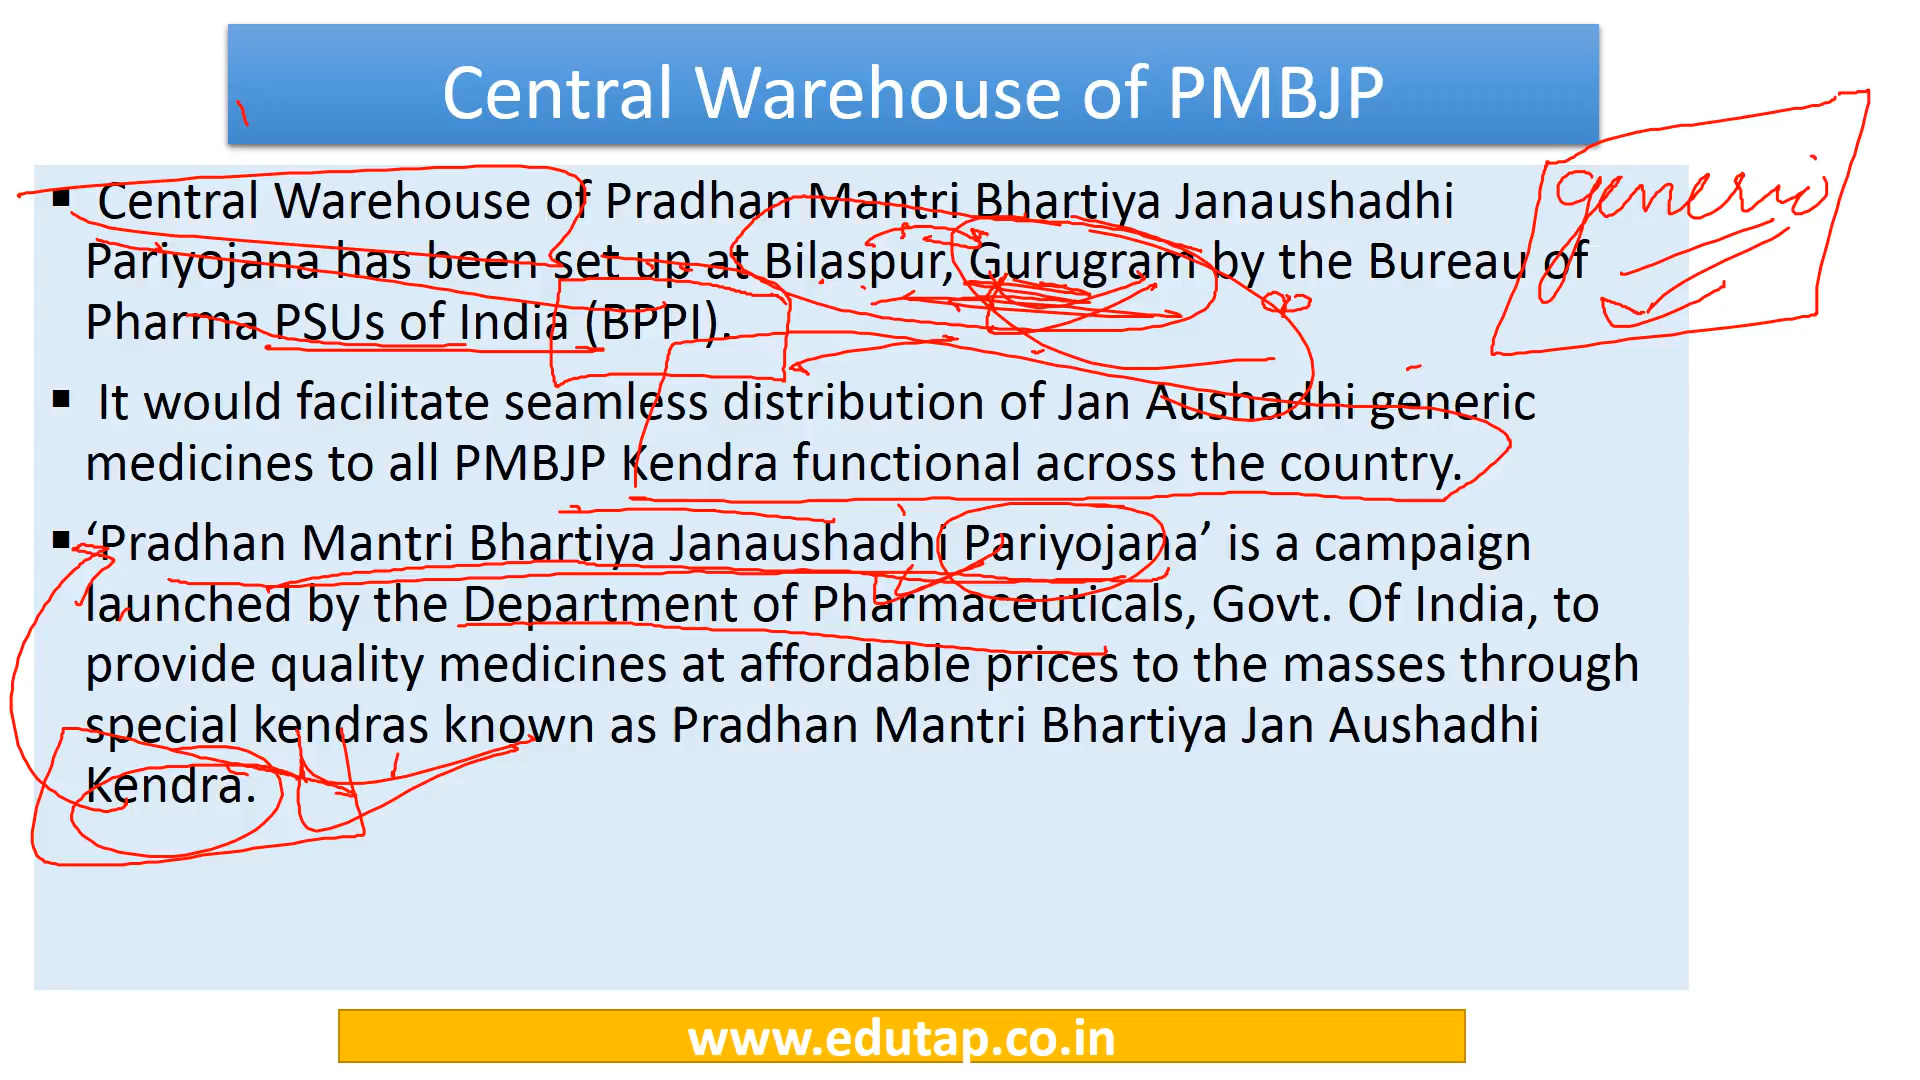 Central Warehouse of PMBJP
generic
▪ Central Warehouse of Pradhan Mantri Bhartiya Janaushadhi
Pariyojana has been set up at Bilaspur, Gurugram by the Bureau of
Pharma PSUs of India (BPPI).
▪ It would facilitate seamless distribution of Jan Aushadhi generic
medicines to all PMBJP Kendra functional across the country.
▪ ‘Pradhan Mantri Bhartiya Janaushadhi Pariyojana’ is a campaign
launched by the Department of Pharmaceuticals, Govt. Of India, to
provide quality medicines at affordable prices to the masses through
special kendras known as Pradhan Mantri Bhartiya Jan Aushadhi
Kendra.
www.edutap.co.in